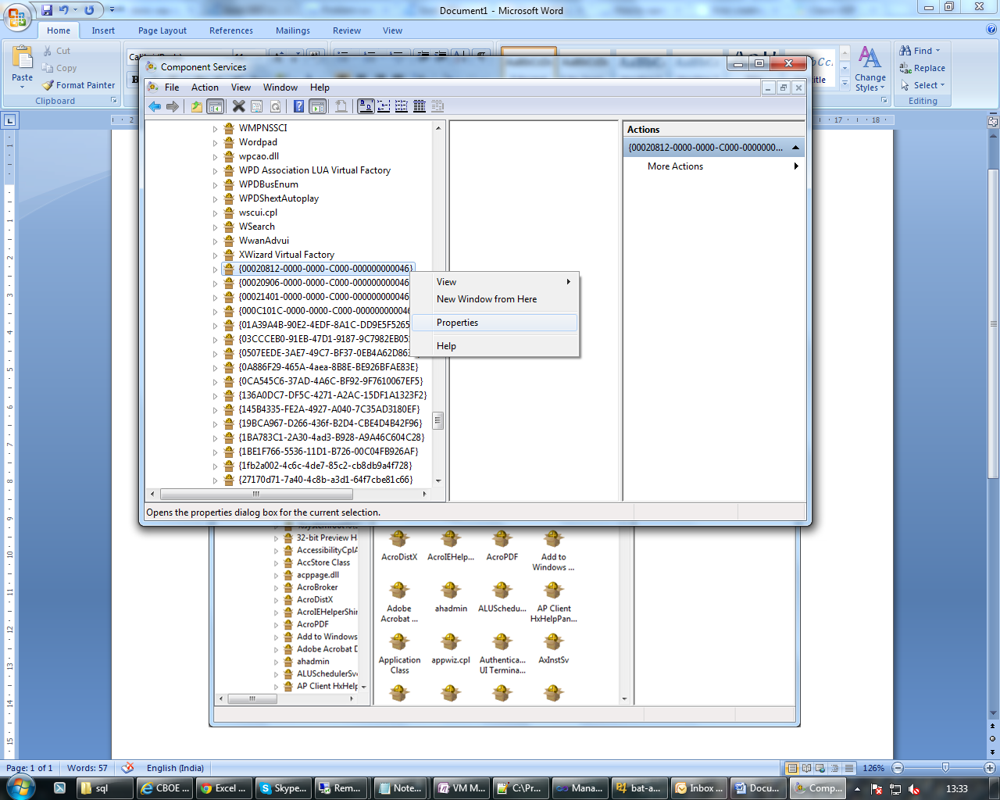 Document1 - Microsoft Word
Home
Insert
Page Layout
References
Mailings
Review
View
Cut
Copy
Format Painter
Paste
Clipboard
Change
Styles
Find
Replace
Select
Editing
Component Services
File
Action
View
Window
Help
WMPNSSCI
Wordpad
wpcao.dll
WPD Association LUA Virtual Factory
WPDBusEnum
WPDShextAutoplay
wscui.cpl
WSearch
WwanAdvui
XWizard Virtual Factory
{00020812-0000-0000-C000-000000000046}
{00020906-0000-0000-C000-000000000046
{00021401-0000-0000-C000-000000000046
{000C101C-0000-0000-C000-000000000046
{01A39A4B-90E2-4EDF-8A1C-DD9E5F5265
{03CCCEB0-91EB-47D1-9187-9C7982EB05
{0507EEDE-3AE7-49C7-BF37-0EB4A62D863
{0A886F29-465A-4aea-8B8E-BE926BFAE83E}
{0CA545C6-37AD-4A6C-BF92-9F7610067EF5}
{136A0DC7-DF5C-4271-A2AC-15DF1A1323F2}
{145B4335-FE2A-4927-A040-7C35AD3180EF}
{19BCA967-D266-436f-B2D4-CBE4D4B42F96}
{1BA783C1-2A30-4ad3-B928-A9A46C604C28}
{1BE1F766-5536-11D1-B726-00C04FB926AF}
{1fb2a002-4c6c-4de7-85c2-cb8db9a4f728}
{27170d71-7a40-4c8b-a3d1-64f7cbe81c66}
View
New Window from Here
Properties
Help
Actions
{00020812-0000-0000-C000-0000000...
More Actions
Opens the properties dialog box for the current selection.
32-bit Preview H
AccessibilityCplA
AccStore Class
acppage.dll
AcroBroker
AcroDistX
AcroIEHelperShir
AcroPDF
Add to Windows
Adobe Acrobat D
ahadmin
ALUSchedulerSve
AP Client HxHelp
AcroDistX
AcroIEHelp...
AcroPDF
Add to
Windows ...
Adobe
Acrobat ...
ahadmin
ALUSchedu...
AP Client
HxHelpPan...
Application
Class
appwiz.cpl
Authentica...
UI Termina...
AxInstSv
Page: 1 of 1
Words: 57
English (India)
126%
sql
CBOE ...
Excel ...
Skype...
Rem...
Note...
VM M...
C:\Pr...
Mana...
bat-a...
Inbox ...
Docu...
Comp...
13:33